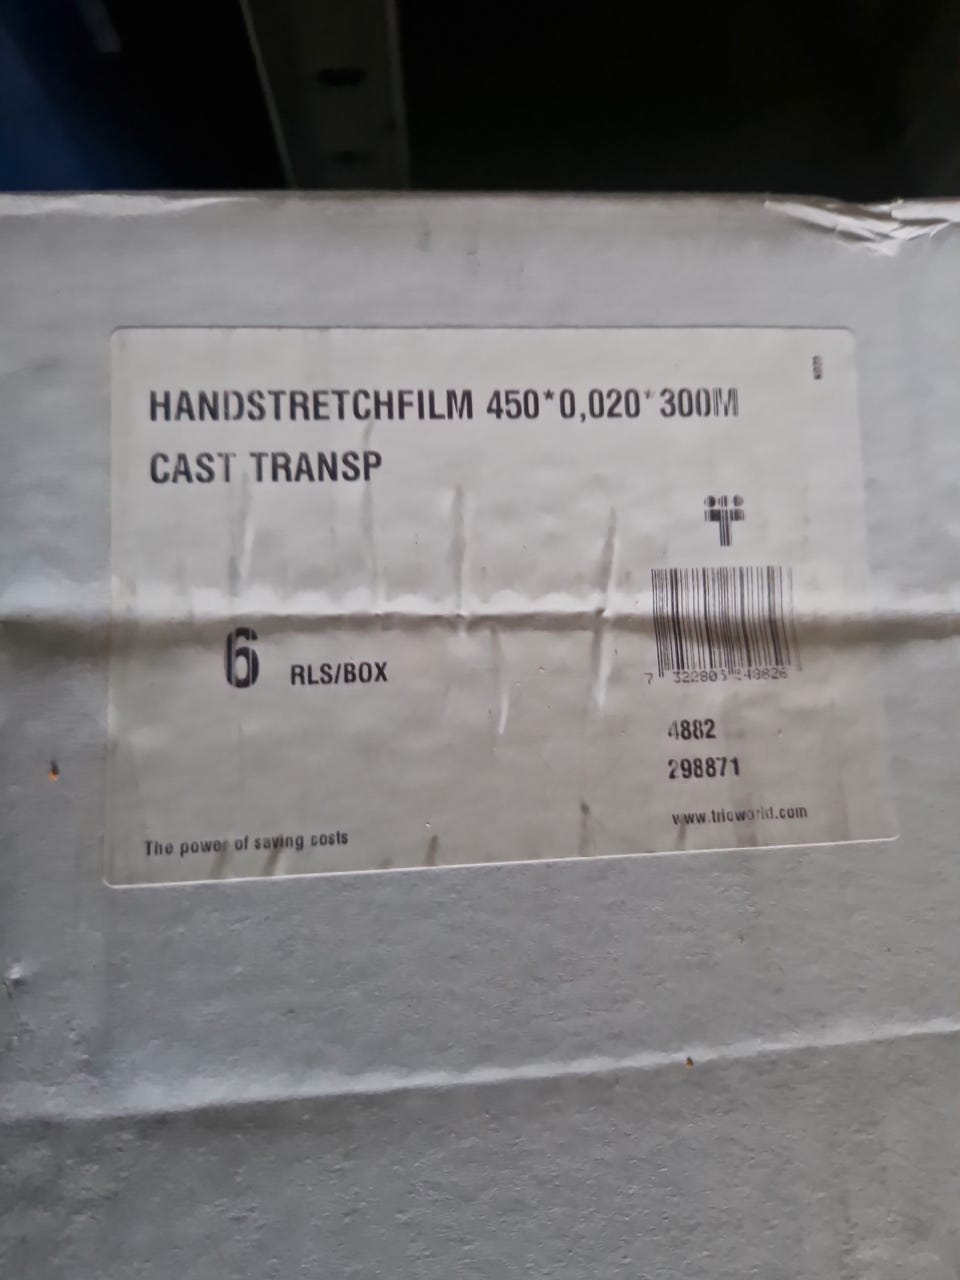 HANDSTRETCHFILM 450*0,020*300M
CAST TRANSP
6 RLS/BOX
4882
298871
www.trioworld.com
The power of saving costs